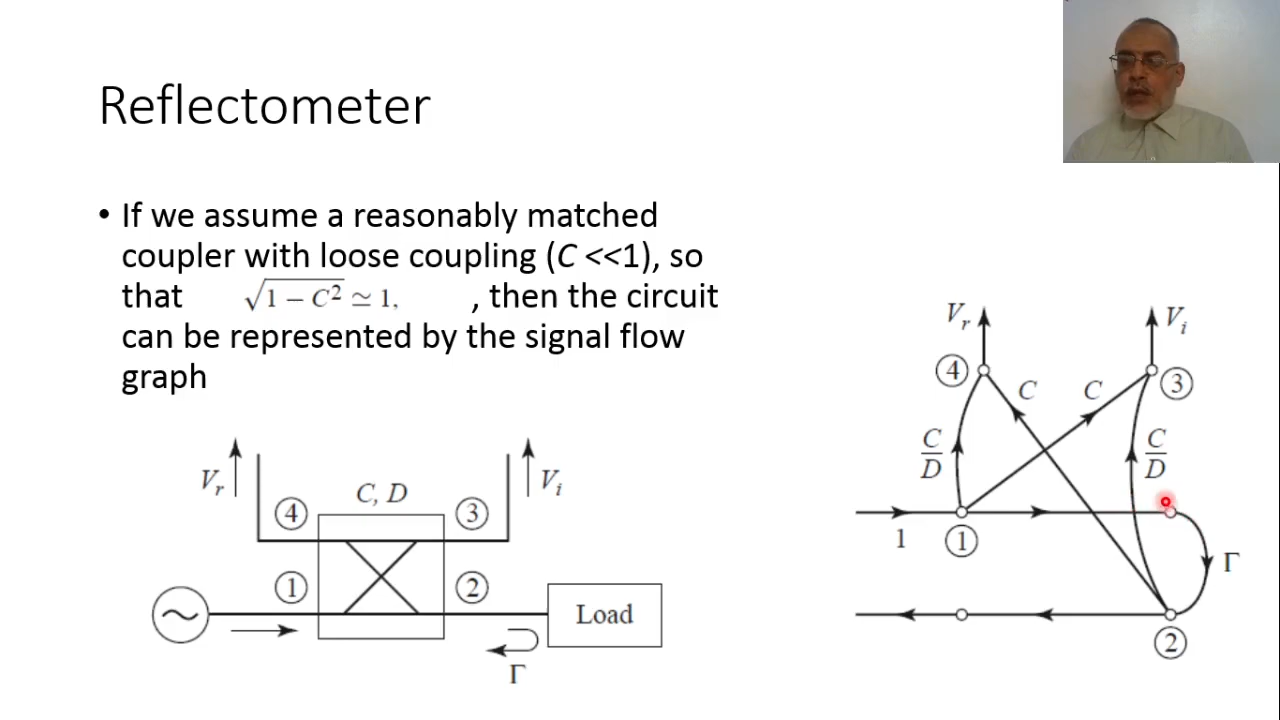 Reflectometer
• If we assume a reasonably matched
coupler with loose coupling (C <<1), so
that √1 – C² ≃ 1, , then the circuit
can be represented by the signal flow
graph
Vr
Vi
C, D
④
③
①
②
Load
Γ
Vr
Vi
④
③
C
C
C/D
C/D
1
①
Γ
②